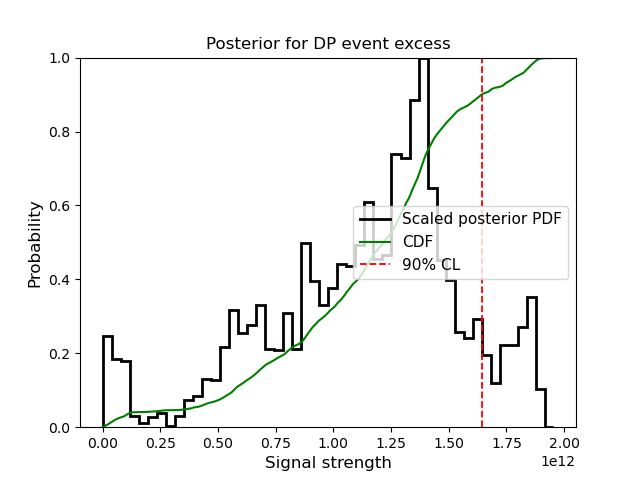 Posterior for DP event excess
Probability
1.0
0.8
0.6
0.4
0.2
0.0
Scaled posterior PDF
CDF
90% CL
0.00 0.25 0.50 0.75 1.00 1.25 1.50 1.75 2.00
1e12
Signal strength